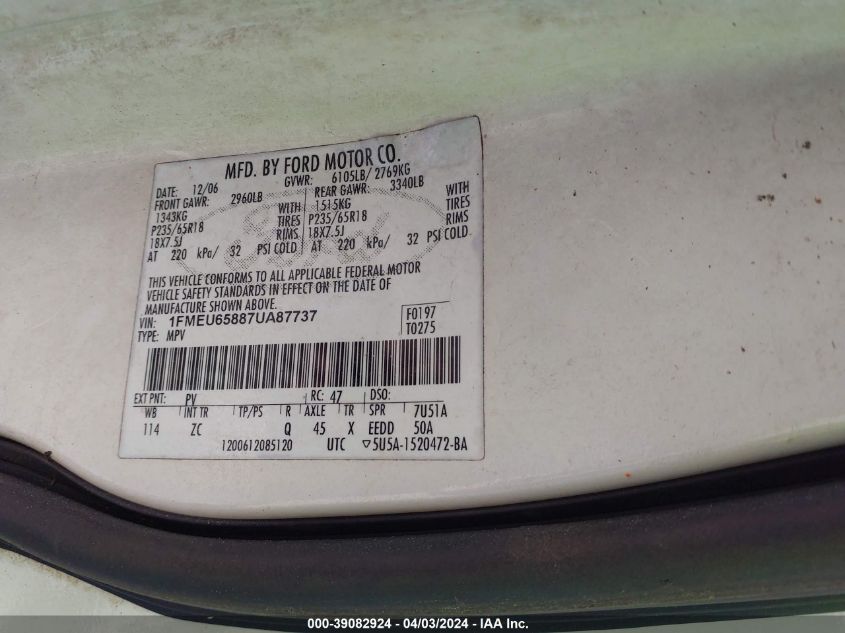 MFD. BY FORD MOTOR CO.
DATE: 12/06 GVWR: 6105LB/ 2769KG
FRONT GAWR: 2960LB REAR GAWR: 3340LB
1343KG WITH 1515KG WITH
P235/65R18 TIRES P235/65R18 TIRES
18X7.5J RIMS 18X7.5J RIMS
AT 220 kPa/ 32 PSI COLD AT 220 kPa/ 32 PSI COLD
THIS VEHICLE CONFORMS TO ALL APPLICABLE FEDERAL MOTOR
VEHICLE SAFETY STANDARDS IN EFFECT ON THE DATE OF
MANUFACTURE SHOWN ABOVE.
VIN: 1FMEU65887UA87737 F0197
TYPE: MPV T0275
EXT PNT: PV RC: 47 DSO:
WB INT TR TP/PS R AXLE TR SPR 7U51A
114 ZC Q 45 X EEDD 50A
1200612085120 UTC ▽5U5A-1520472-BA
000-39082924 - 04/03/2024 - IAA Inc.